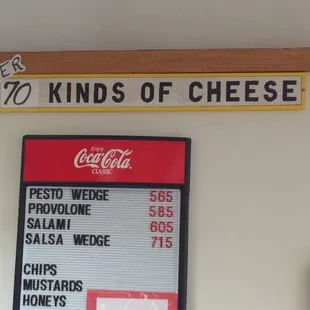 ER
70 KINDS OF CHEESE
Enjoy
Coca-Cola
CLASSIC
PESTO WEDGE 565
PROVOLONE 585
SALAMI 605
SALSA WEDGE 715
CHIPS
MUSTARDS
HONEYS